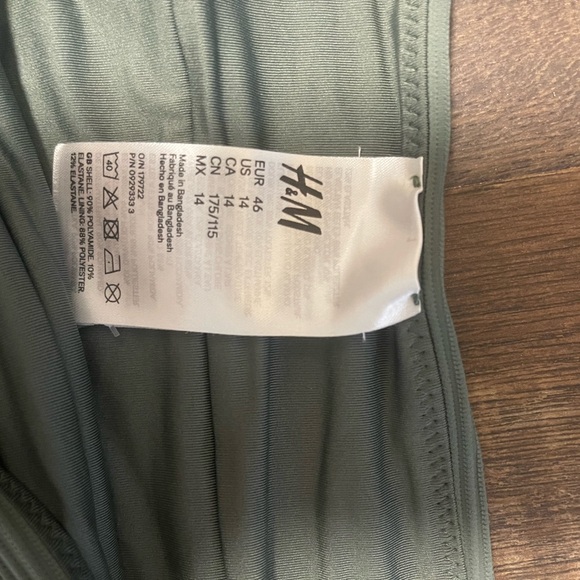 H&M
EUR 46
US 14
CA 14
CN 175/115
MX 14
Made in Bangladesh
Fabriqué au Bangladesh
Hecho en Bangladesh
O/N 179722
P/N 0929333 3
40
GB SHELL: 90% POLYAMIDE, 10%
ELASTANE. LINING: 88% POLYESTER,
12% ELASTANE.